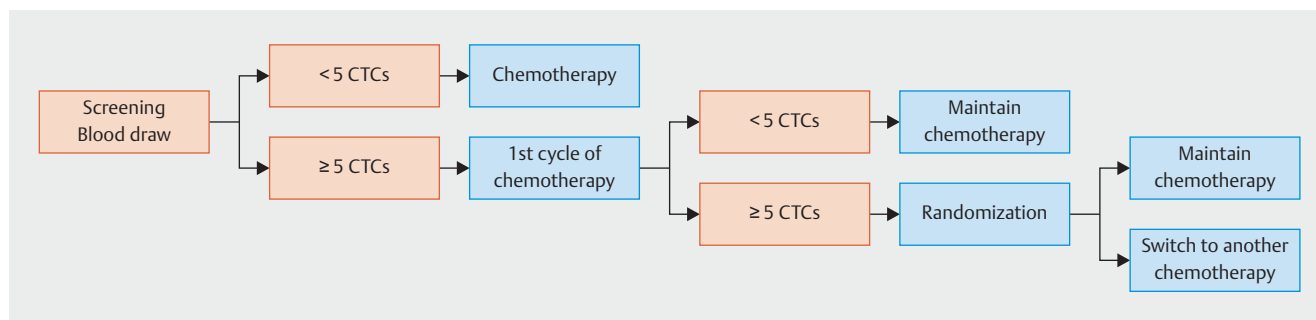 Screening
Blood draw
< 5 CTCs
Chemotherapy
≥ 5 CTCs
1st cycle of
chemotherapy
< 5 CTCs
Maintain
chemotherapy
≥ 5 CTCs
Randomization
Maintain
chemotherapy
Switch to another
chemotherapy